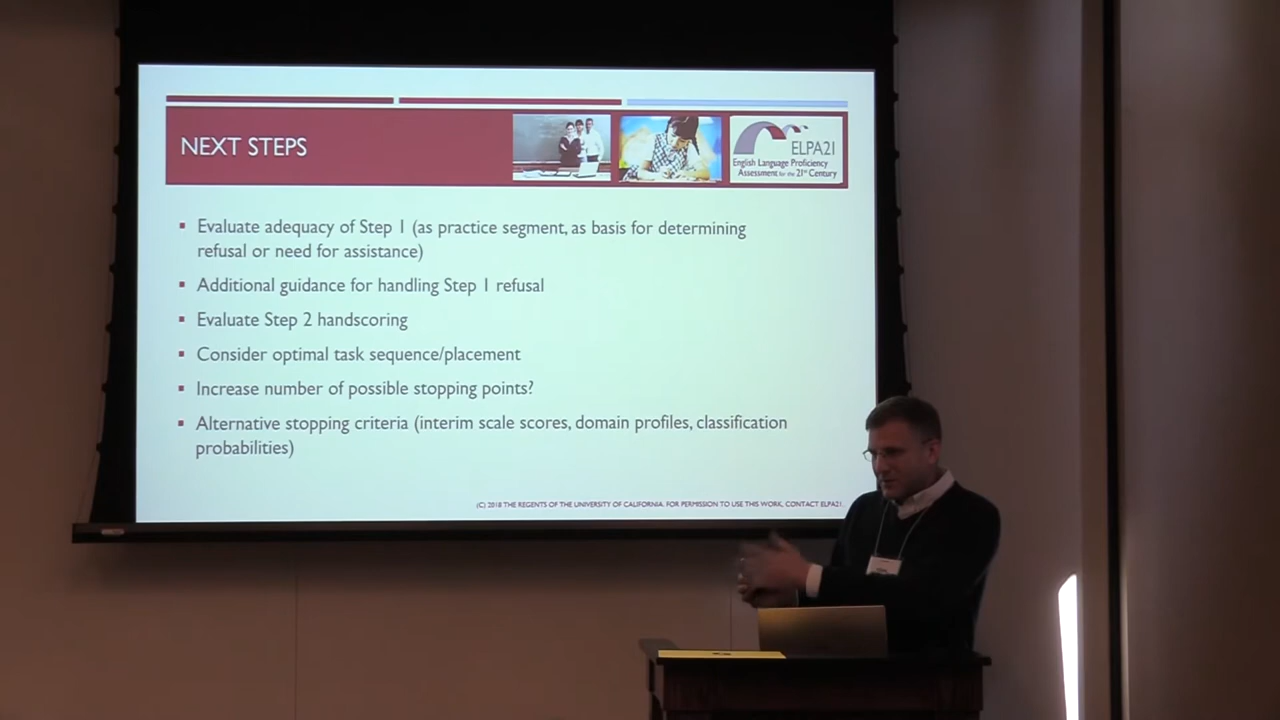 NEXT STEPS
ELPA21
English Language Proficiency
Assessment for the 21st Century
▪ Evaluate adequacy of Step 1 (as practice segment, as basis for determining
refusal or need for assistance)
▪ Additional guidance for handling Step 1 refusal
▪ Evaluate Step 2 handscoring
▪ Consider optimal task sequence/placement
▪ Increase number of possible stopping points?
▪ Alternative stopping criteria (interim scale scores, domain profiles, classification
probabilities)
(C) 2018 THE REGENTS OF THE UNIVERSITY OF CALIFORNIA. FOR PERMISSION TO USE THIS WORK, CONTACT ELPA21.